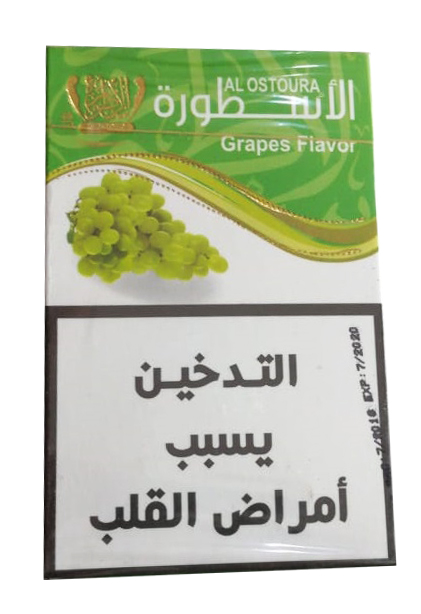 AL OSTOURA
الأسطورة
Grapes Flavor
التدخين
يسبب
أمراض القلب
EXP: 7/2020